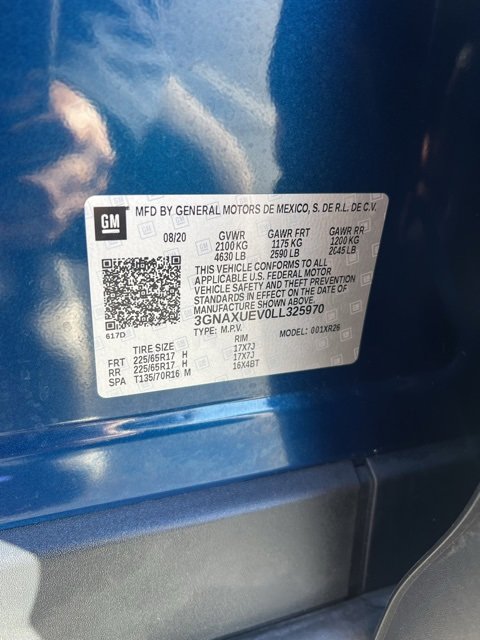 GM
MFD BY GENERAL MOTORS DE MEXICO, S. DE R.L. DE C.V.
08/20 GVWR GAWR FRT GAWR RR
2100 KG 1175 KG 1200 KG
4630 LB 2590 LB 2645 LB
THIS VEHICLE CONFORMS TO ALL
APPLICABLE U.S. FEDERAL MOTOR
VEHICLE SAFETY AND THEFT PREVENTION
STANDARDS IN EFFECT ON THE DATE OF
MANUFACTURE SHOWN ABOVE.
617D 3GNAXUEV0LL325970
TYPE: M.P.V. MODEL: 001XR26
TIRE SIZE RIM
FRT 225/65R17 H 17X7J
RR 225/65R17 H 17X7J
SPA T135/70R16 M 16X4BT